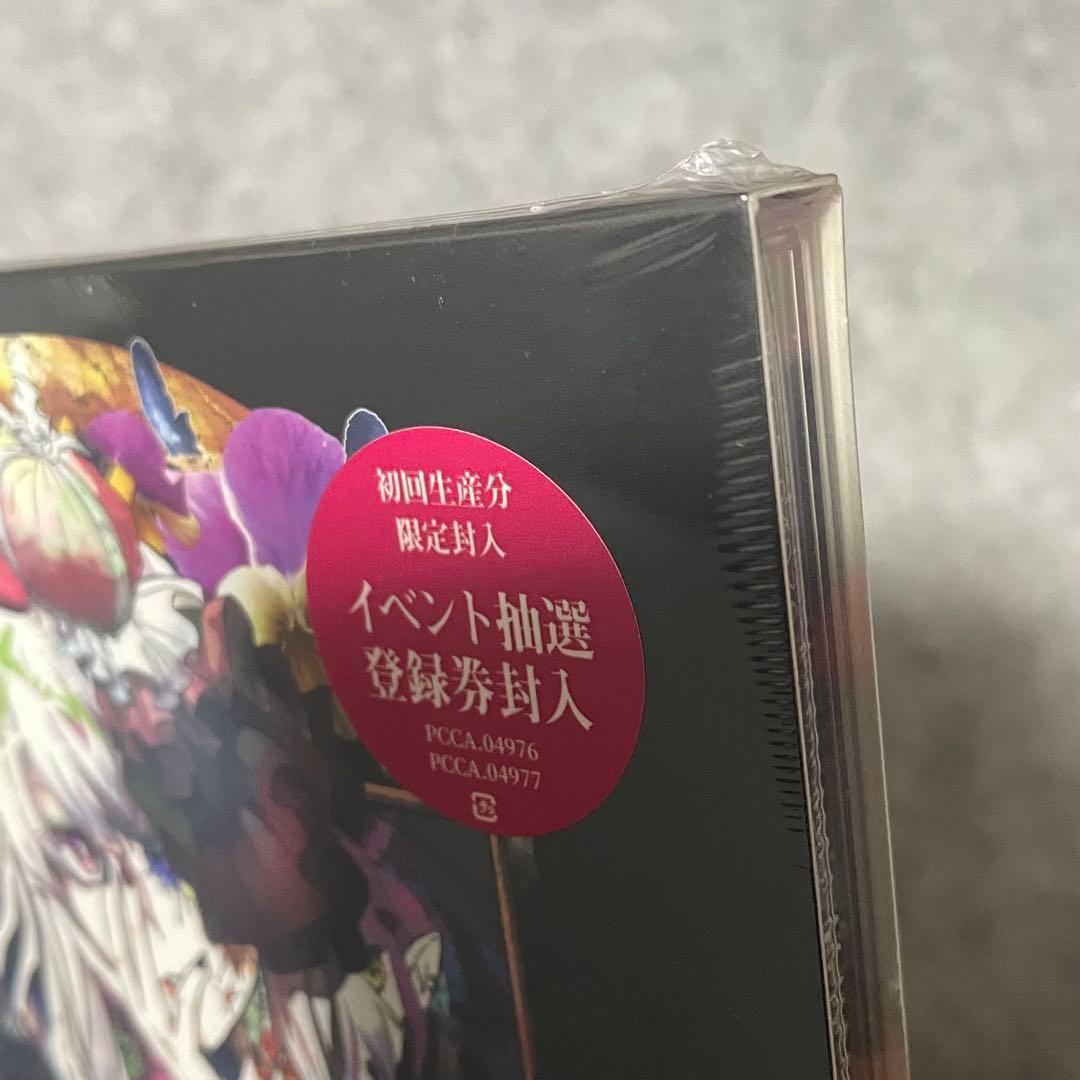 初回生産分
限定封入
イベント抽選
登録券封入
PCCA.04976
PCCA.04977